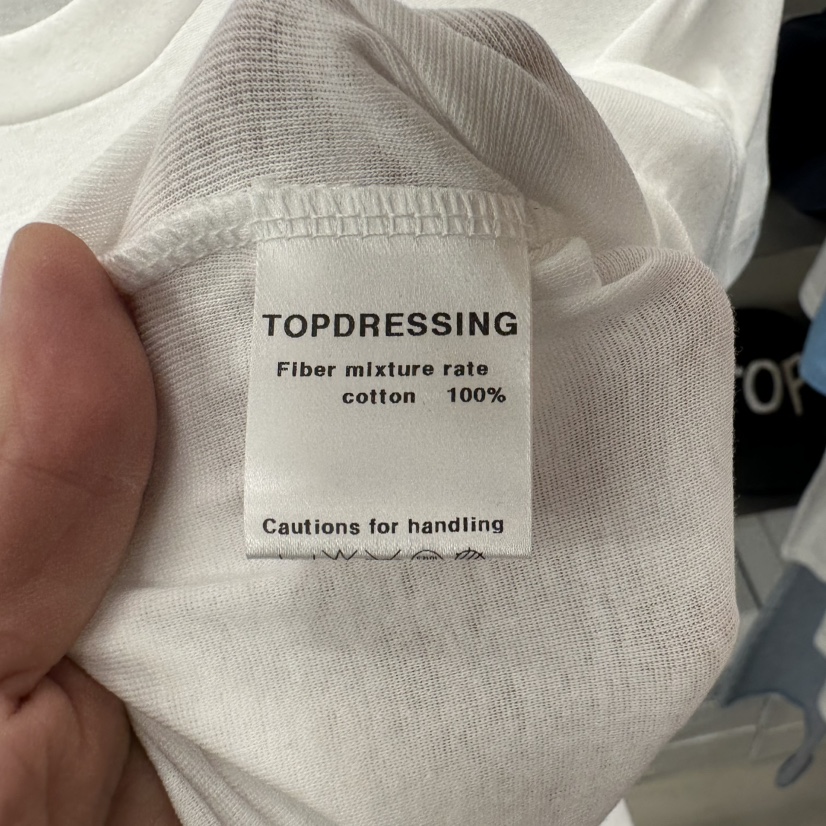 TOPDRESSING
Fiber mixture rate
cotton 100%
Cautions for handling